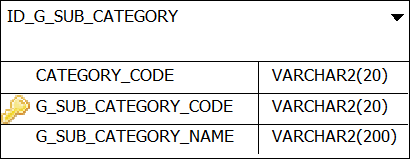 ID_G_SUB_CATEGORY
CATEGORY_CODE VARCHAR2(20)
G_SUB_CATEGORY_CODE VARCHAR2(20)
G_SUB_CATEGORY_NAME VARCHAR2(200)